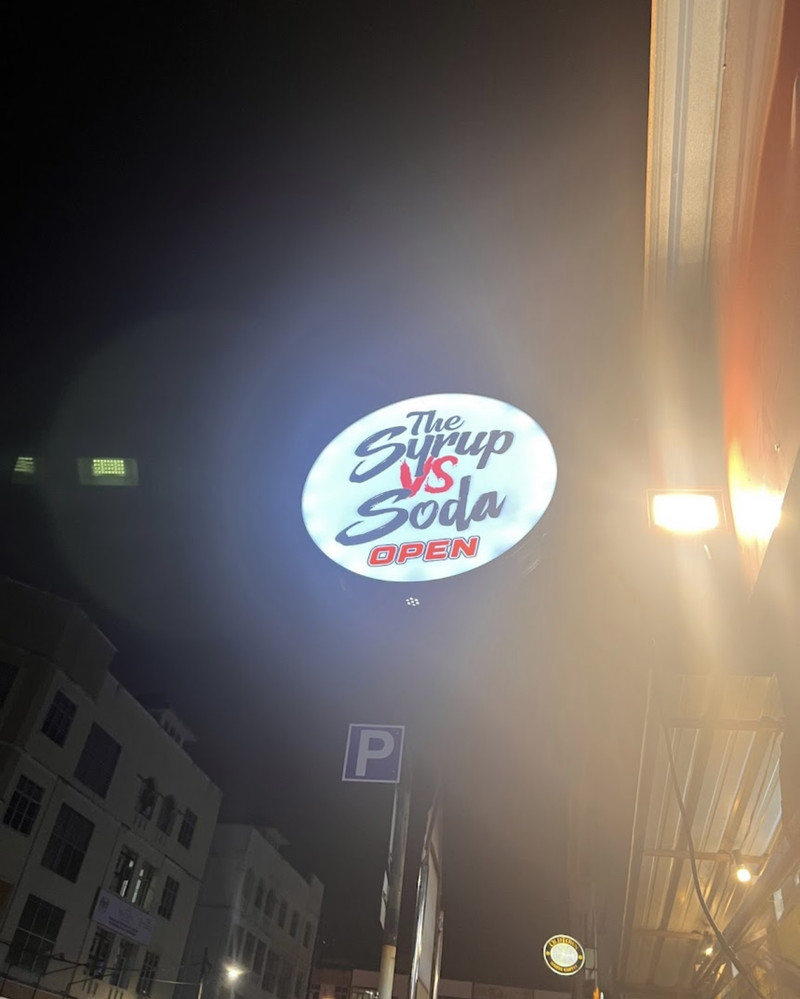 The
Syrup
VS
Soda
OPEN
P